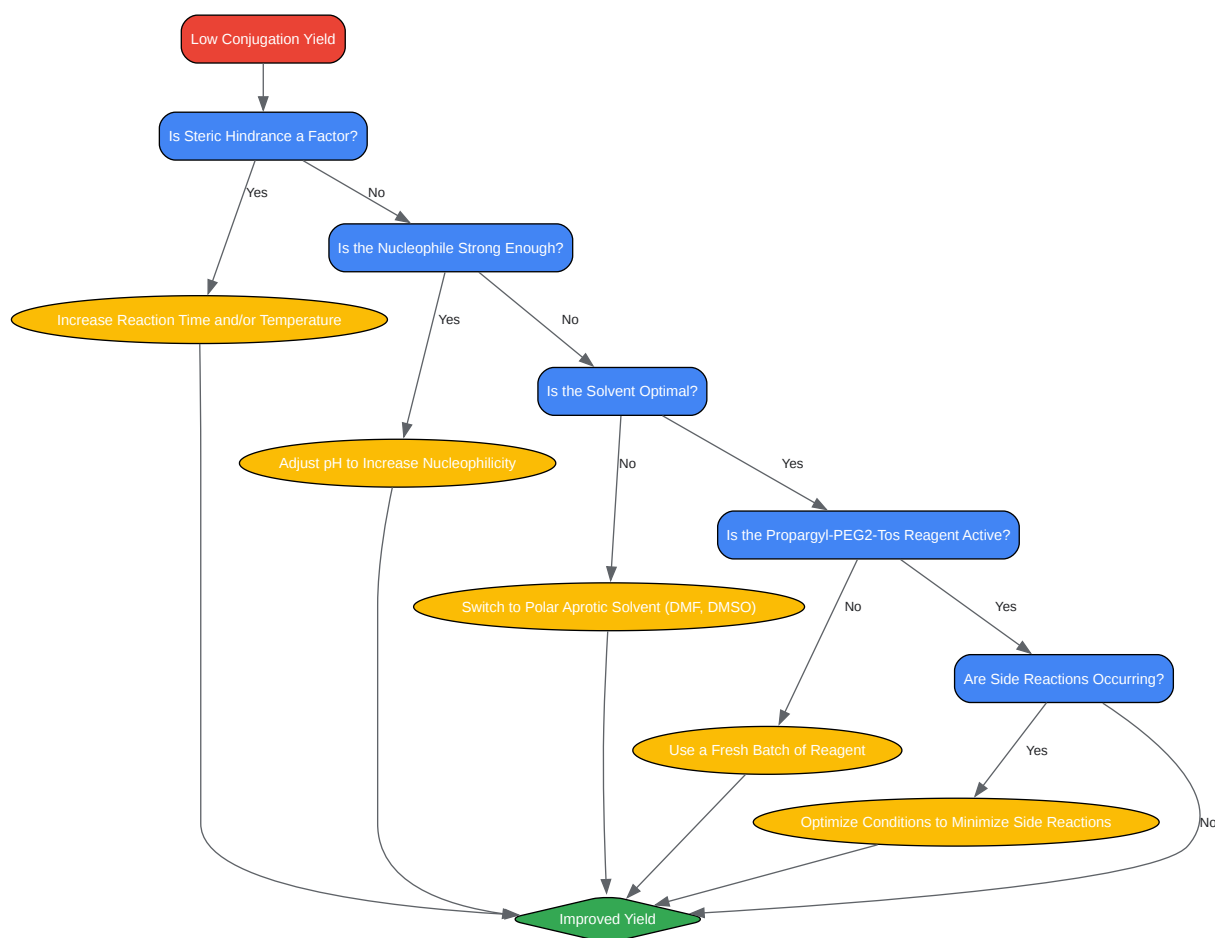 Low Conjugation Yield
Is Steric Hindrance a Factor?
Yes
No
Is the Nucleophile Strong Enough?
Increase Reaction Time and/or Temperature
Yes
No
Is the Solvent Optimal?
Adjust pH to Increase Nucleophilicity
No
Yes
Is the Propargyl-PEG2-Tos Reagent Active?
Switch to Polar Aprotic Solvent (DMF, DMSO)
No
Yes
Are Side Reactions Occurring?
Use a Fresh Batch of Reagent
Yes
Optimize Conditions to Minimize Side Reactions
No
Improved Yield